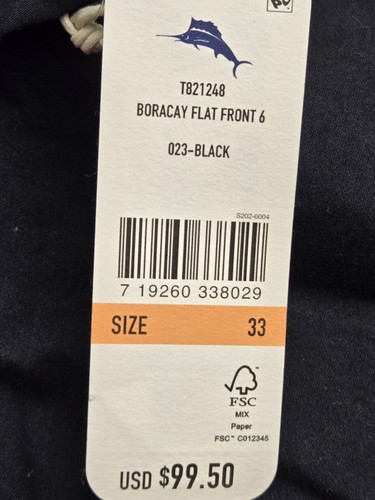 T821248
BORACAY FLAT FRONT 6
023-BLACK
S202-0004
7 19260 338029
SIZE 33
FSC
MIX
Paper
FSC™ C012345
USD $99.50